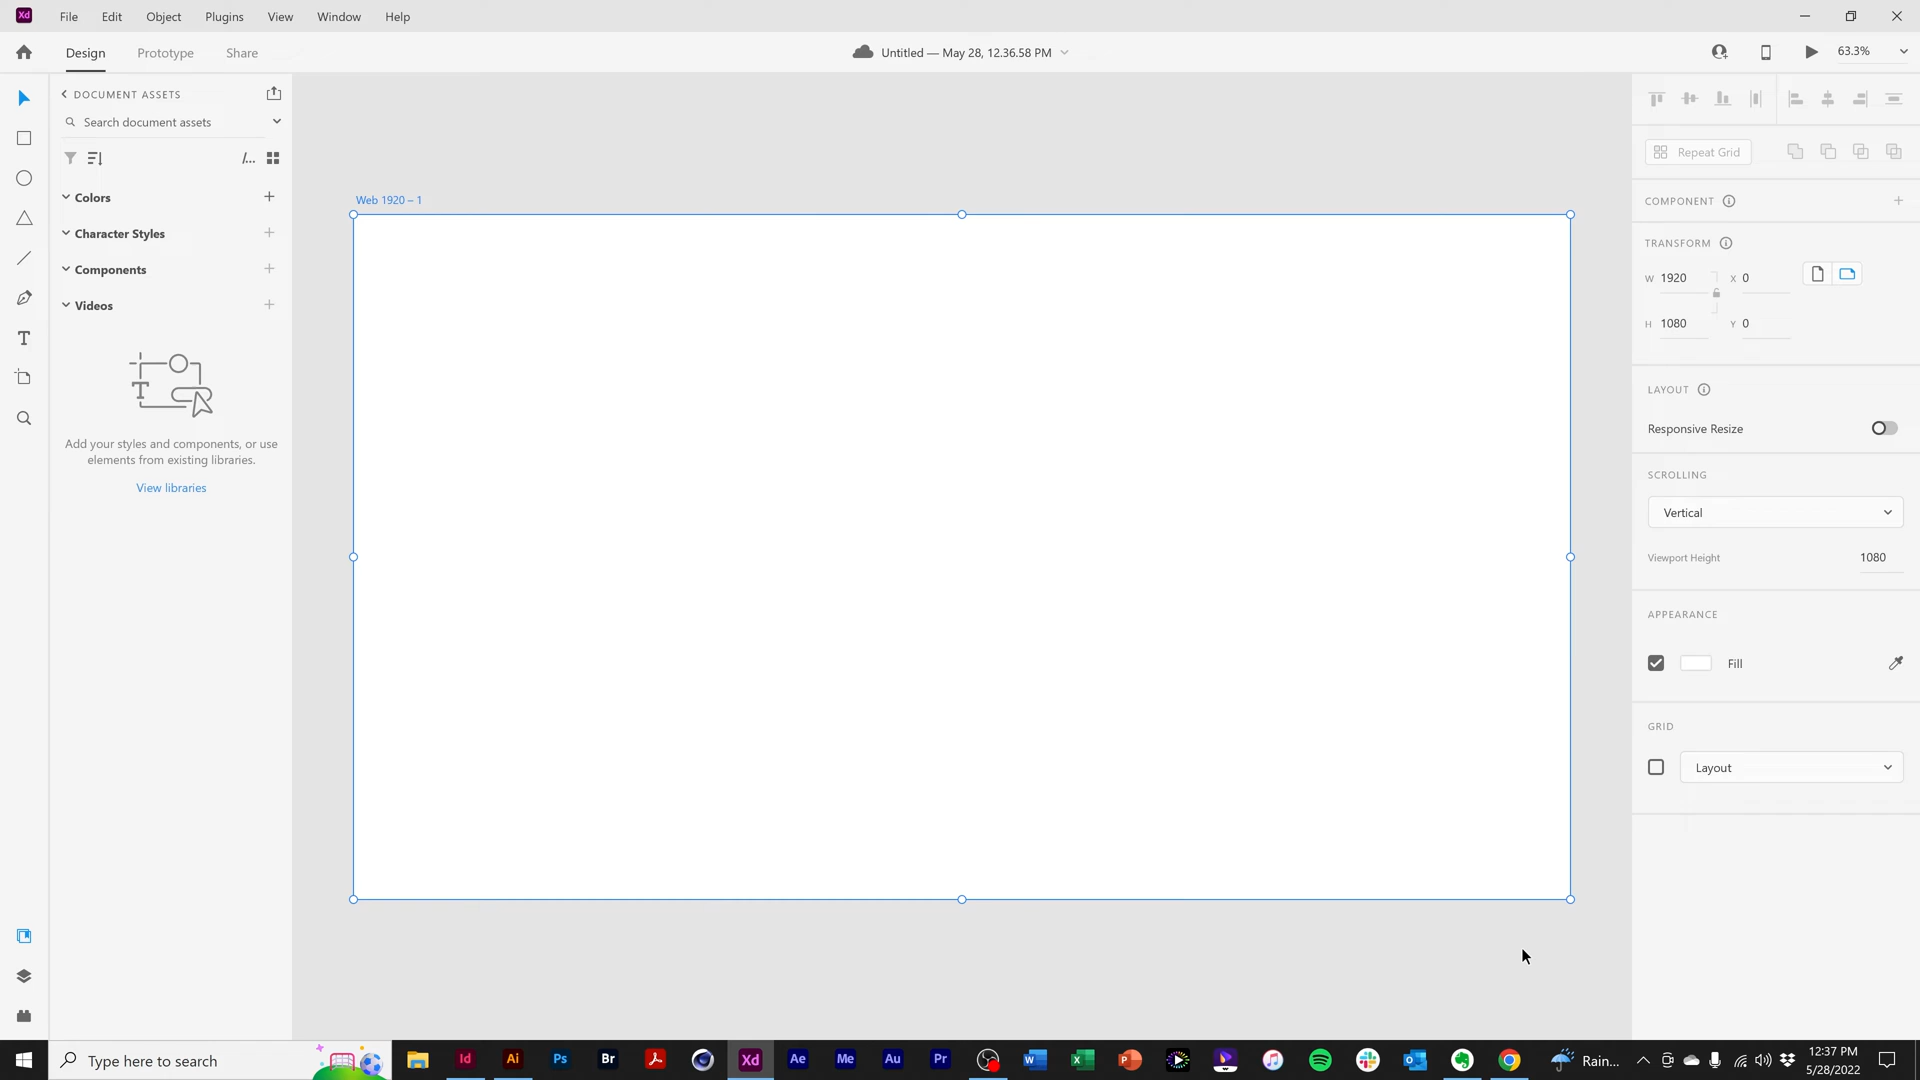 Xd File Edit Object Plugins View Window Help
Design Prototype Share Untitled — May 28, 12.36.58 PM 63.3%
DOCUMENT ASSETS
Search document assets
/...
Colors
Character Styles
Components
Videos
T
Add your styles and components, or use
elements from existing libraries.
View libraries
Web 1920 – 1
Repeat Grid
COMPONENT
TRANSFORM
W 1920 X 0
H 1080 Y 0
LAYOUT
Responsive Resize
SCROLLING
Vertical
Viewport Height 1080
APPEARANCE
Fill
GRID
Layout
Type here to search Id Ai Ps Br Xd Ae Me Au Pr Rain... 12:37 PM
5/28/2022